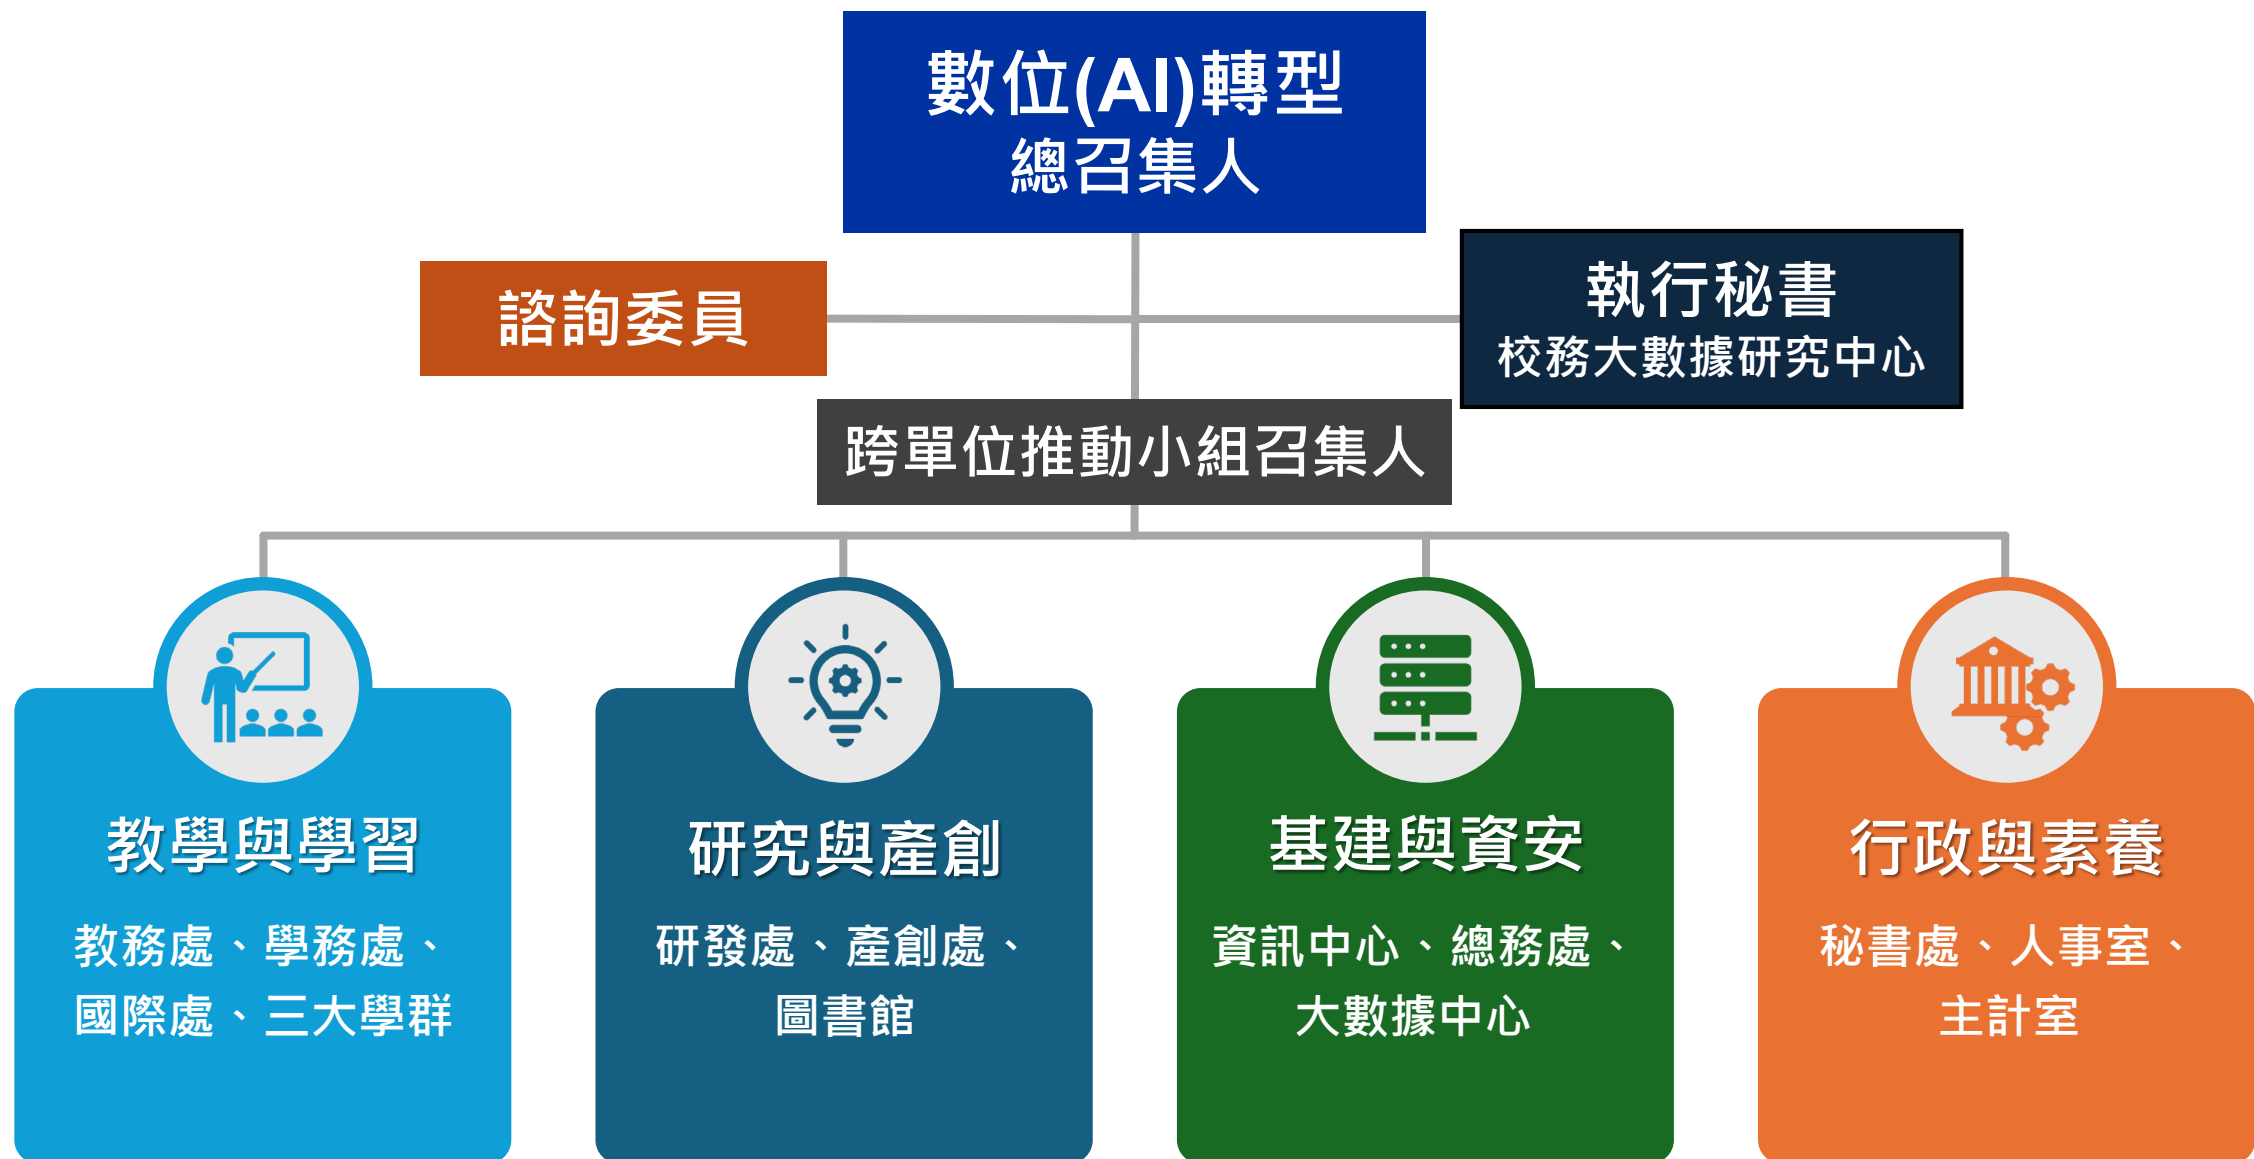 數位(AI)轉型
總召集人
諮詢委員
執行秘書
校務大數據研究中心
跨單位推動小組召集人
教學與學習
教務處、學務處、
國際處、三大學群
研究與產創
研發處、產創處、
圖書館
基建與資安
資訊中心、總務處、
大數據中心
行政與素養
秘書處、人事室、
主計室